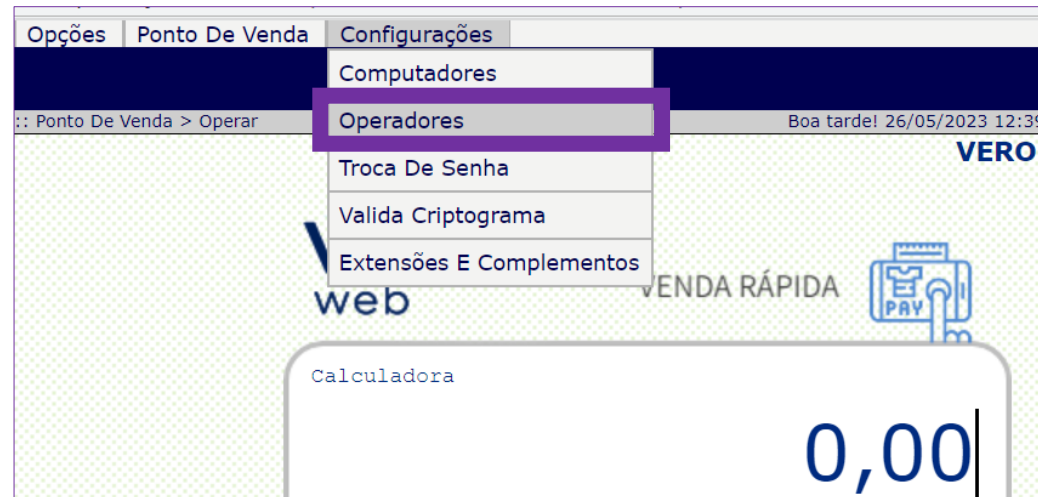 Opções Ponto De Venda Configurações
Computadores
:: Ponto De Venda > Operar Operadores Boa tarde! 26/05/2023 12:39
VERO
Troca De Senha
Valida Criptograma
Extensões E Complementos
VENDA RÁPIDA
PAY
web
Calculadora
0,00